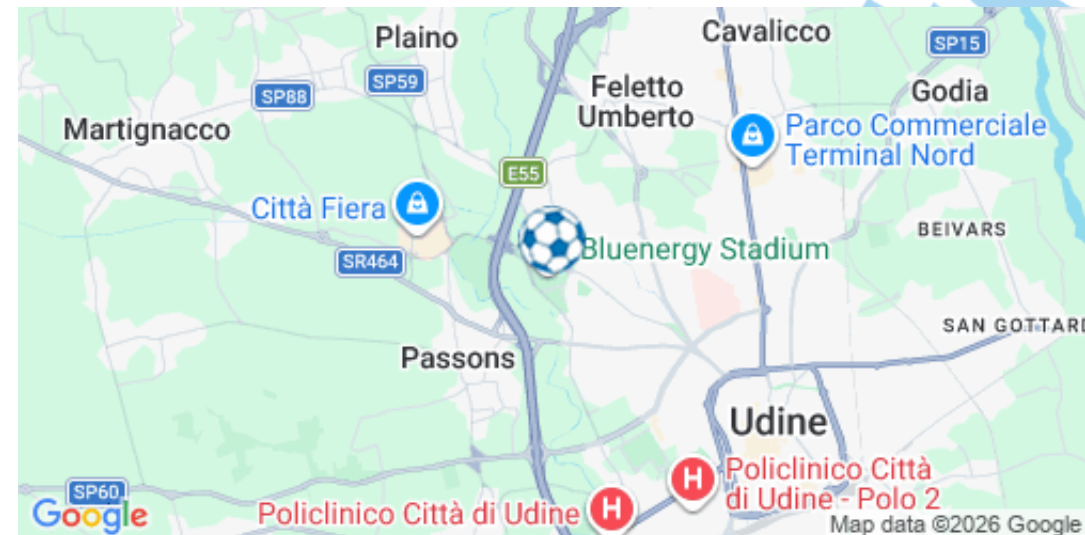 Plaino
Cavalicco
SP15
SP59
SP88
Feletto
Umberto
Godia
Martignacco
Parco Commerciale
Terminal Nord
E55
Città Fiera
BEIVARS
Bluenergy Stadium
SR464
SAN GOTTARD
Passons
Udine
Policlinico Città
di Udine - Polo 2
SP60
Google
Policlinico Città di Udine
Map data ©2026 Google